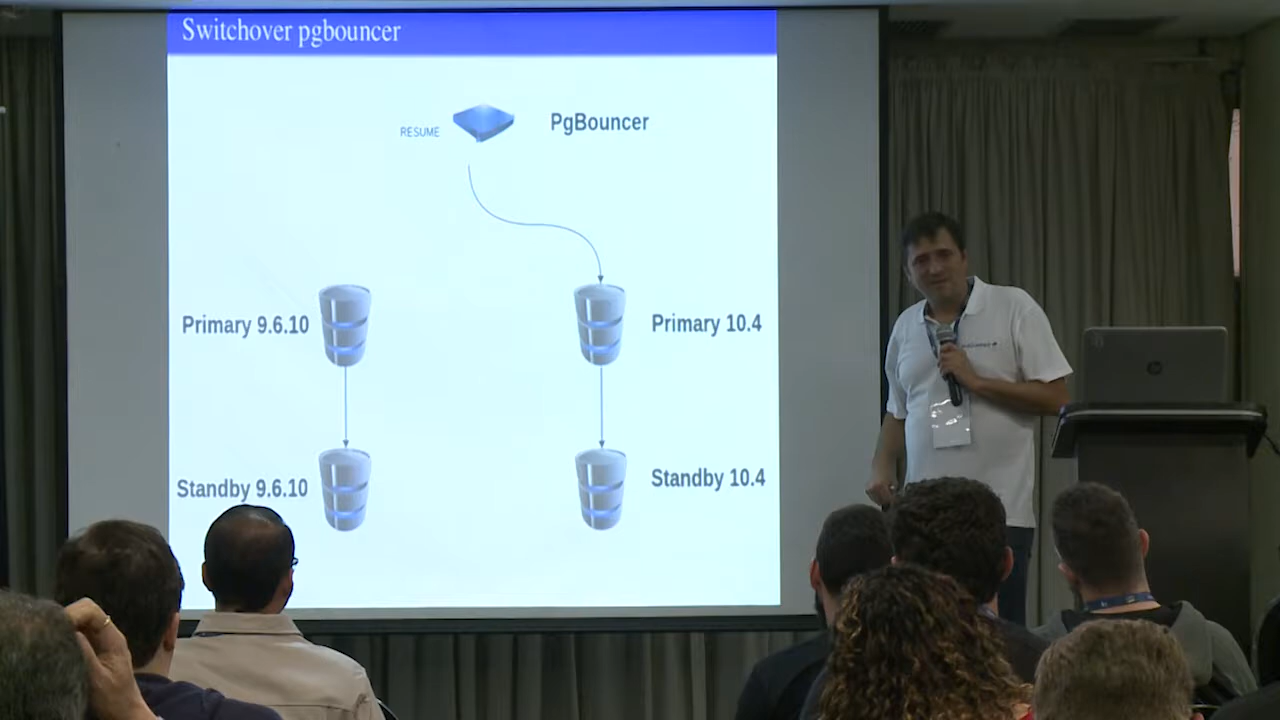 Switchover pgbouncer
RESUME
PgBouncer
Primary 9.6.10
Primary 10.4
Standby 9.6.10
Standby 10.4